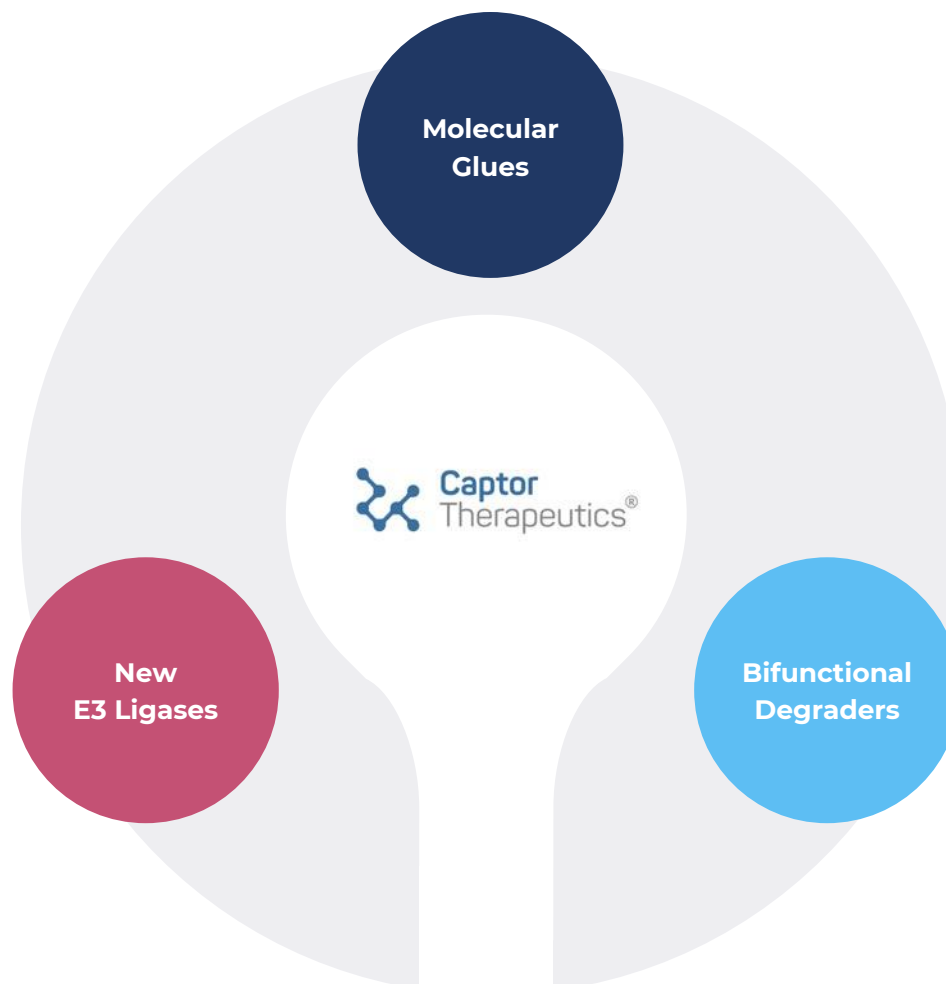 Molecular
Glues
Captor
Therapeutics®
New
E3 Ligases
Bifunctional
Degraders